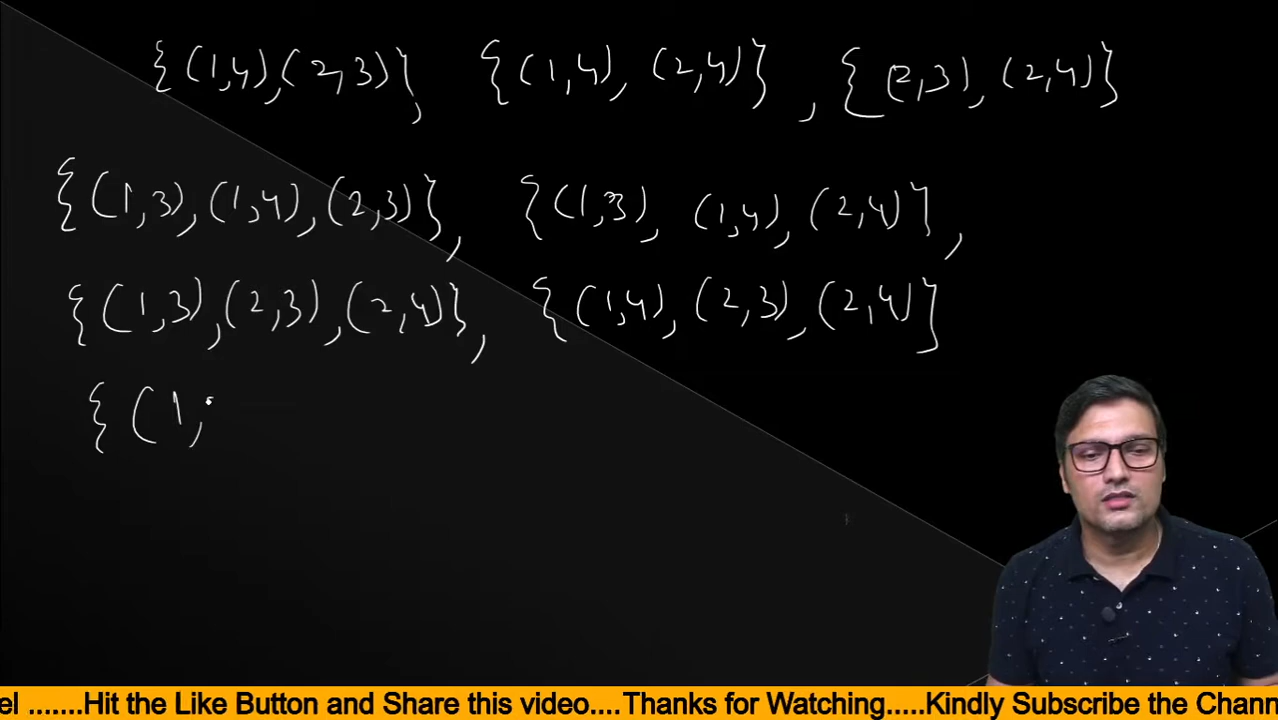 {(1,4),(2,3)}, {(1,4), (2,4)}, {(2,3), (2,4)}
{(1,3),(1,4),(2,3)}, {(1,3), (1,4), (2,4)},
{(1,3),(2,3),(2,4)}, {(1,4), (2,3), (2,4)}
{(1,
el .......Hit the Like Button and Share this video....Thanks for Watching.....Kindly Subscribe the Chann